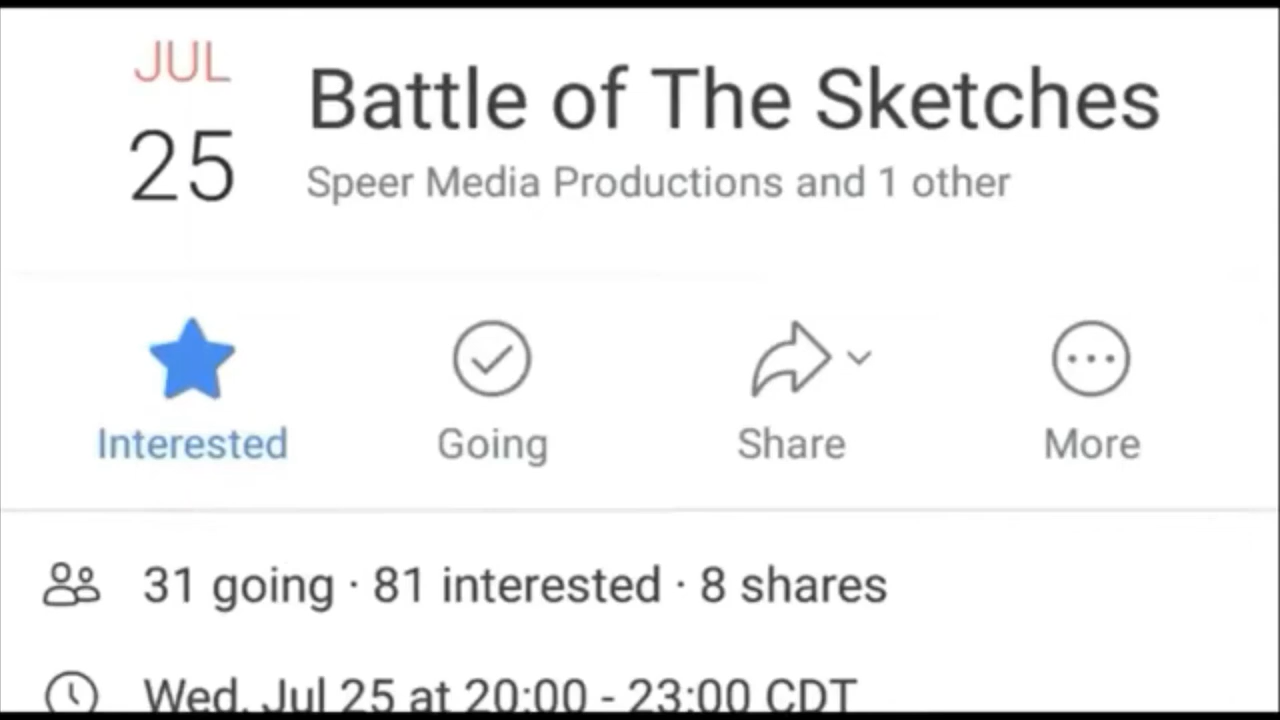 JUL
25
Battle of The Sketches
Speer Media Productions and 1 other
Interested
Going
Share
More
31 going · 81 interested · 8 shares
Wed, Jul 25 at 20:00 - 23:00 CDT